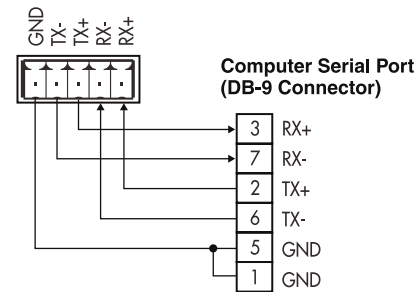 GND
TX-
TX+
RX-
RX+
Computer Serial Port
(DB-9 Connector)
3 RX+
7 RX-
2 TX+
6 TX-
5 GND
1 GND